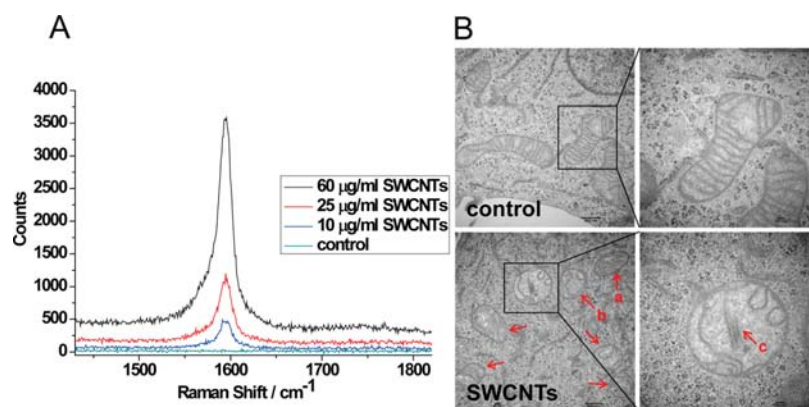 A
B
4000
3500
3000
2500
2000
1500
1000
500
0
Counts
1500
1600
1700
1800
Raman Shift / cm-1
60 μg/ml SWCNTs
25 μg/ml SWCNTs
10 μg/ml SWCNTs
control
control
a
b
c
SWCNTs